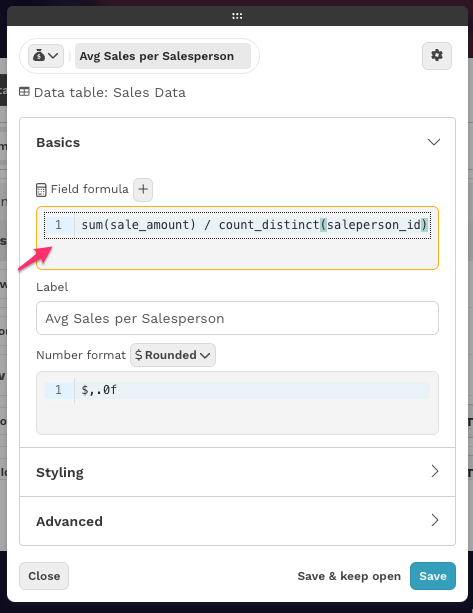 Avg Sales per Salesperson
Data table: Sales Data
Basics
Field formula +
1 sum(sale_amount) / count_distinct(saleperson_id)
Label
Avg Sales per Salesperson
Number format $ Rounded
1 $,.0f
Styling
Advanced
Close Save & keep open Save